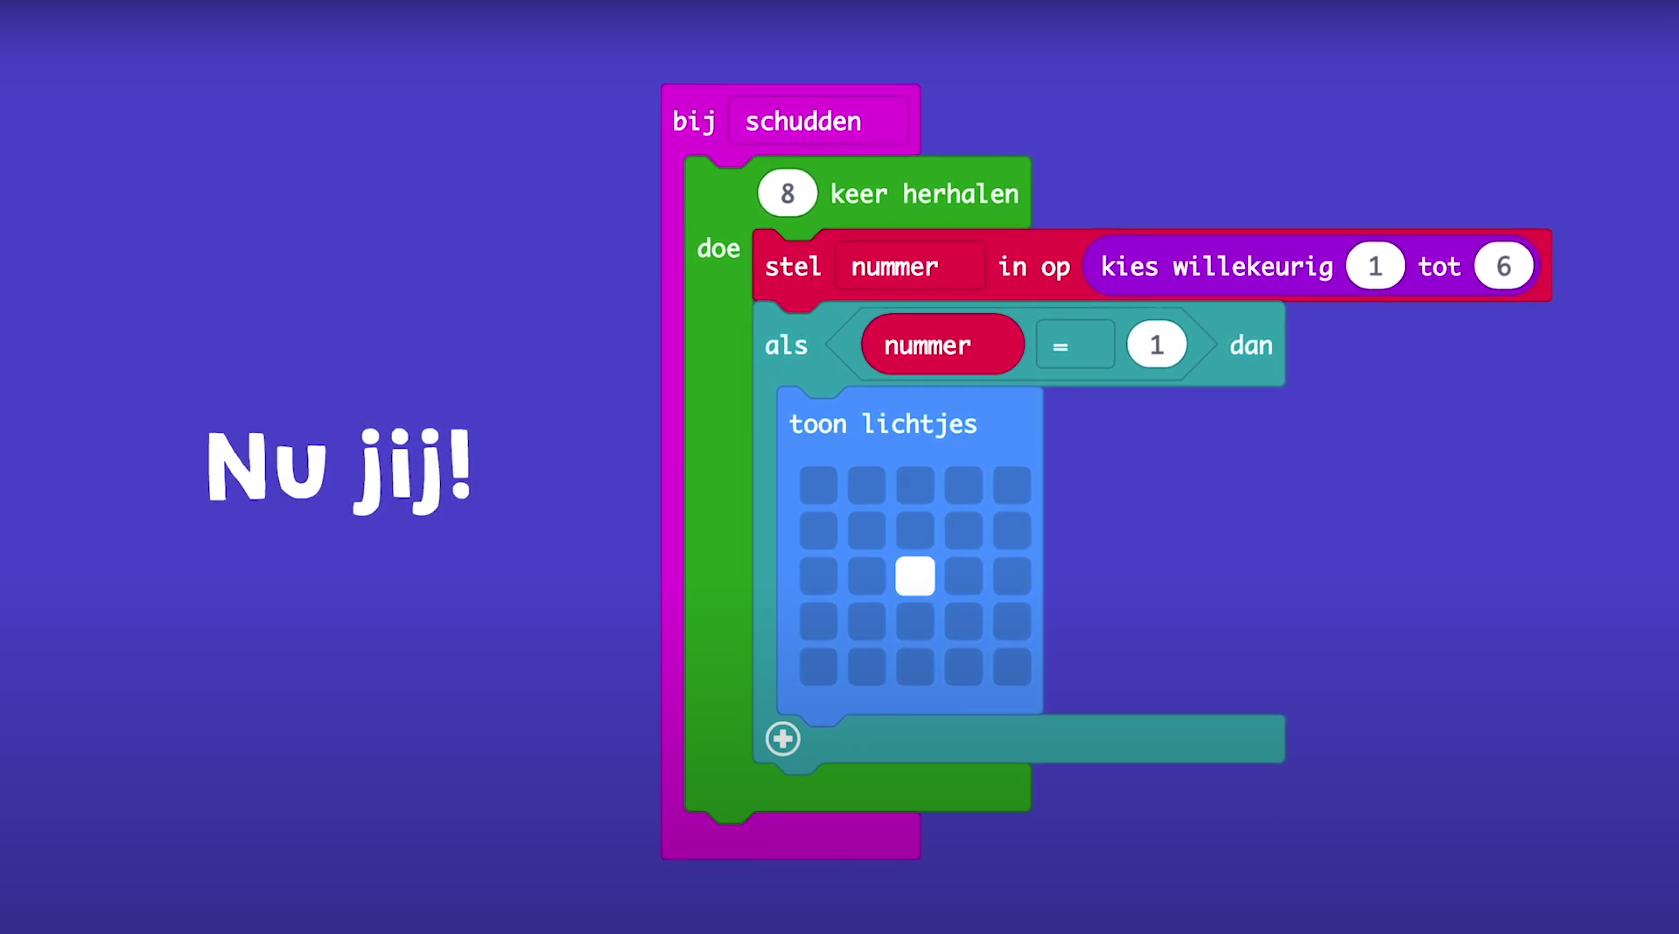 Nu jij!
bij schudden
8 keer herhalen
doe
stel nummer in op kies willekeurig 1 tot 6
als nummer = 1 dan
toon lichtjes